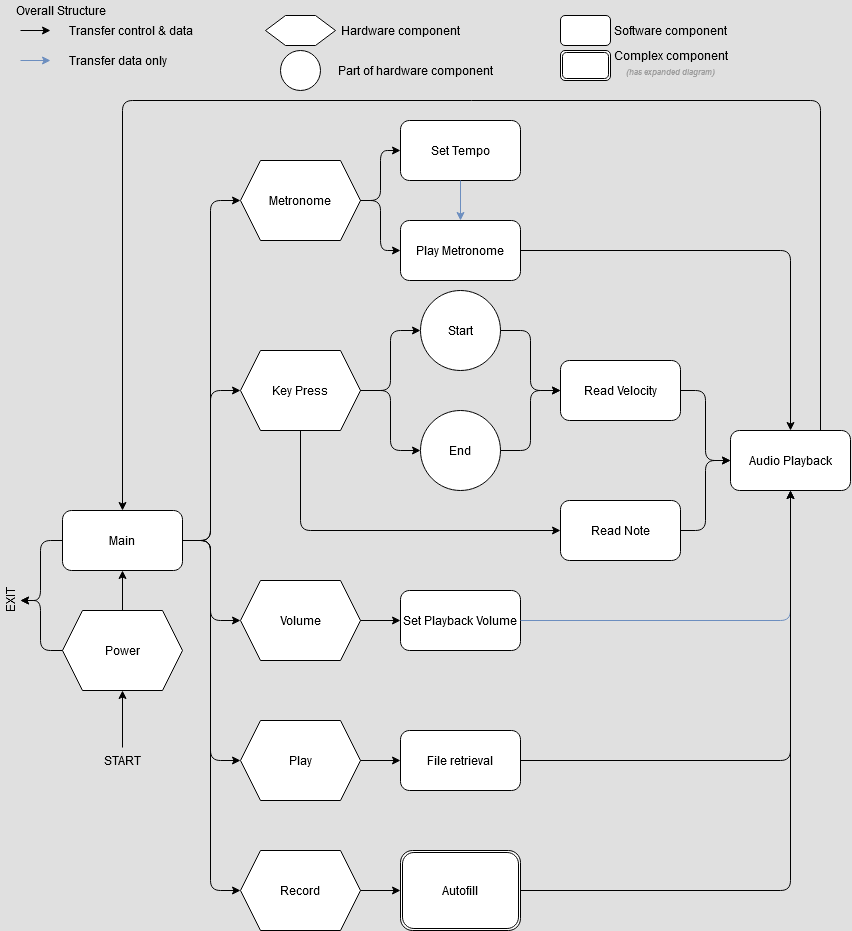 Overall Structure
Transfer control & data
Hardware component
Software component
Transfer data only
Part of hardware component
Complex component
(has expanded diagram)
Set Tempo
Metronome
Play Metronome
Start
Key Press
Read Velocity
End
Audio Playback
Read Note
Main
EXIT
Volume
Set Playback Volume
Power
START
Play
File retrieval
Record
Autofill